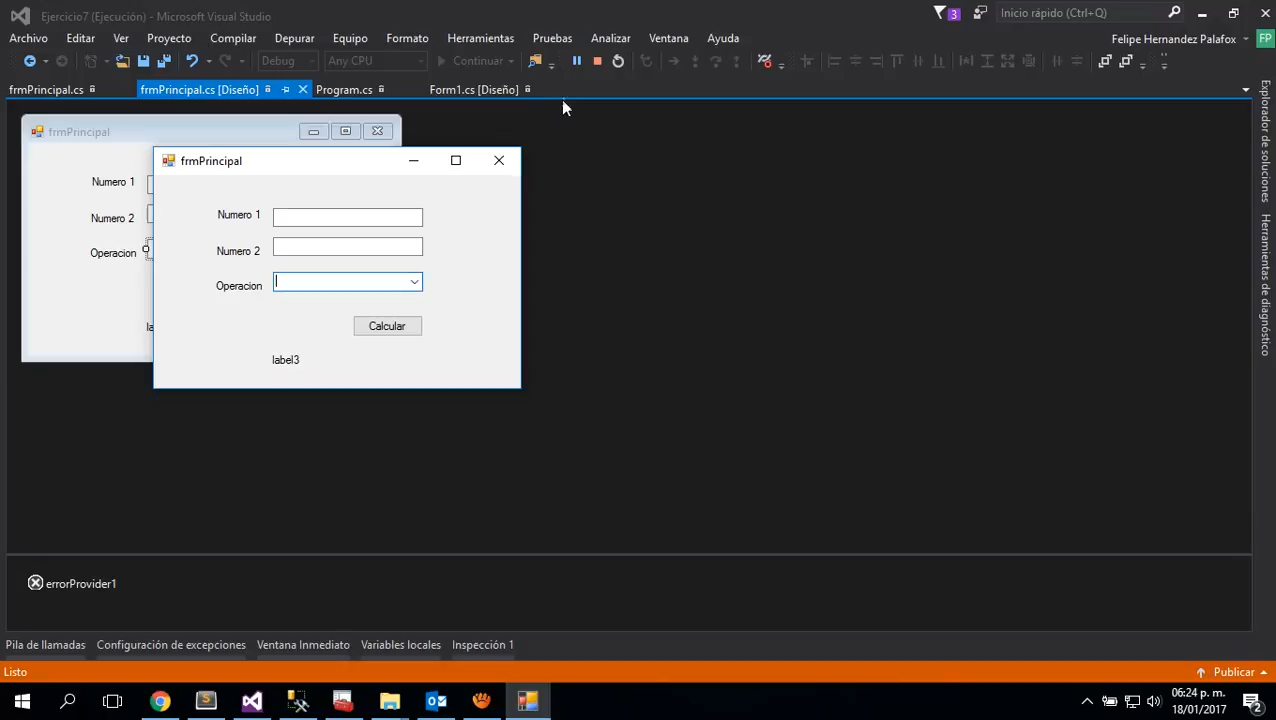 Ejercicio7 (Ejecución) - Microsoft Visual Studio
3
Inicio rápido (Ctrl+Q)
Archivo Editar Ver Proyecto Compilar Depurar Equipo Formato Herramientas Pruebas Analizar Ventana Ayuda
Felipe Hernandez Palafox FP
Debug Any CPU Continuar
frmPrincipal.cs frmPrincipal.cs [Diseño] Program.cs Form1.cs [Diseño]
frmPrincipal
Numero 1
Numero 2
Operacion
la
frmPrincipal
Numero 1
Numero 2
Operacion
Calcular
label3
Explorador de soluciones
Herramientas de diagnóstico
errorProvider1
Pila de llamadas Configuración de excepciones Ventana Inmediato Variables locales Inspección 1
Listo
Publicar
06:24 p. m.
18/01/2017
2